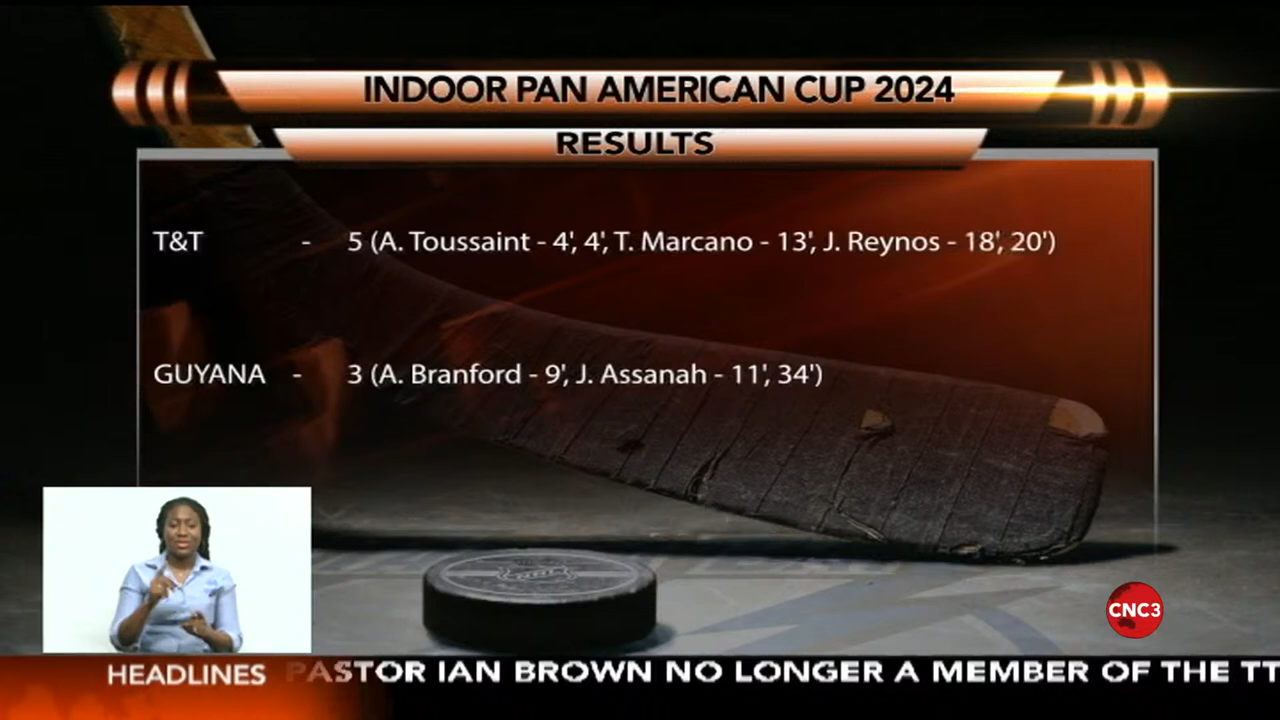 INDOOR PAN AMERICAN CUP 2024
RESULTS
T&T - 5 (A. Toussaint - 4', 4', T. Marcano - 13', J. Reynos - 18', 20')
GUYANA - 3 (A. Branford - 9', J. Assanah - 11', 34')
CNC3
HEADLINES PASTOR IAN BROWN NO LONGER A MEMBER OF THE TT